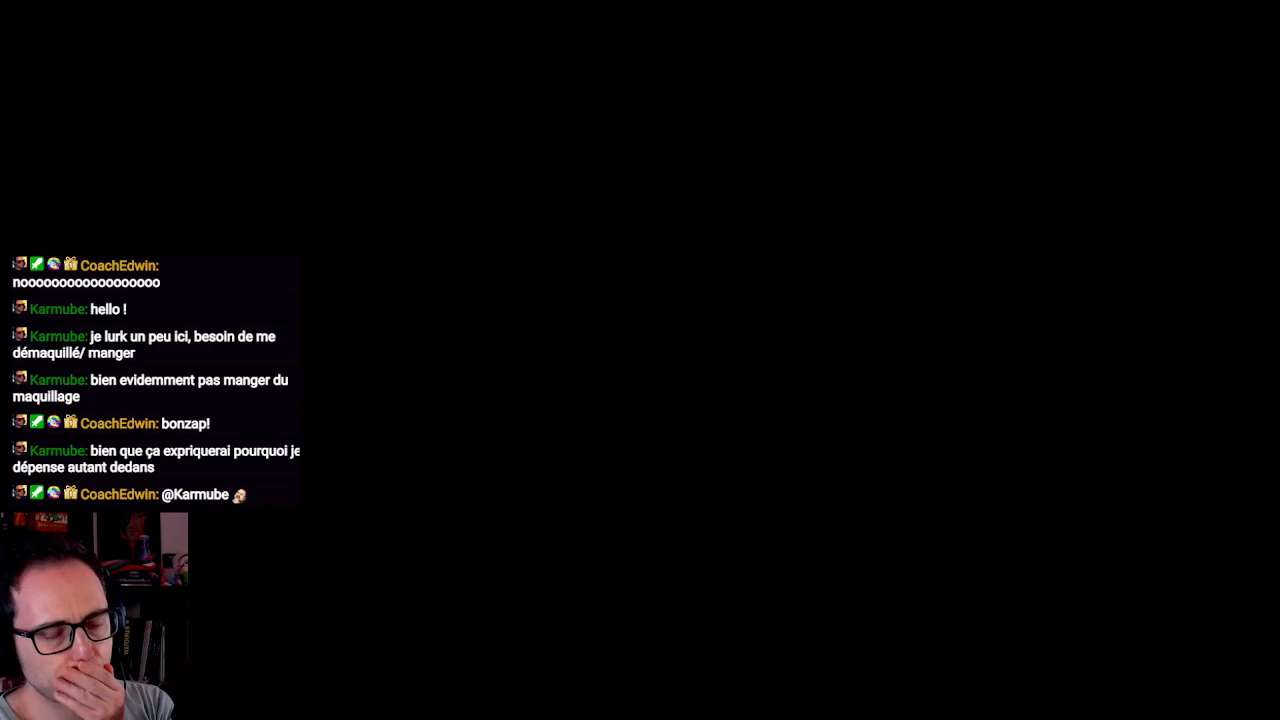 CoachEdwin:
noooooooooooooooooo
Karmube: hello !
Karmube: je lurk un peu ici, besoin de me
démaquillé/ manger
Karmube: bien evidemment pas manger du
maquillage
CoachEdwin: bonzap!
Karmube: bien que ça expriquerai pourquoi je
dépense autant dedans
CoachEdwin: @Karmube